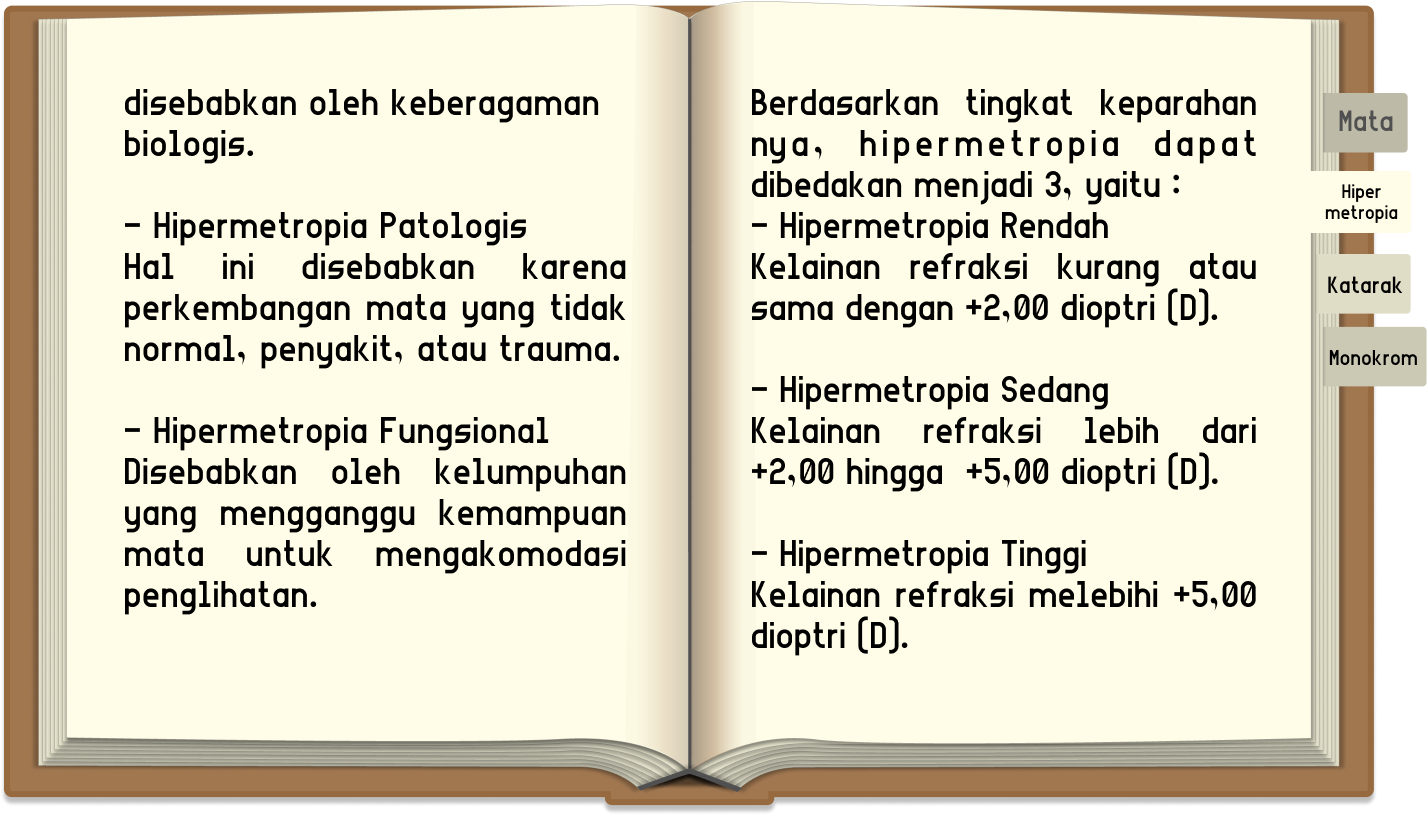 disebabkan oleh keberagaman
biologis.
- Hipermetropia Patologis
Hal ini disebabkan karena
perkembangan mata yang tidak
normal, penyakit, atau trauma.
- Hipermetropia Fungsional
Disebabkan oleh kelumpuhan
yang mengganggu kemampuan
mata untuk mengakomodasi
penglihatan.
Berdasarkan tingkat keparahan
nya, hipermetropia dapat
dibedakan menjadi 3, yaitu :
- Hipermetropia Rendah
Kelainan refraksi kurang atau
sama dengan +2,00 dioptri (D).
- Hipermetropia Sedang
Kelainan refraksi lebih dari
+2,00 hingga +5,00 dioptri (D).
- Hipermetropia Tinggi
Kelainan refraksi melebihi +5,00
dioptri (D).
Mata
Hiper
metropia
Katarak
Monokrom